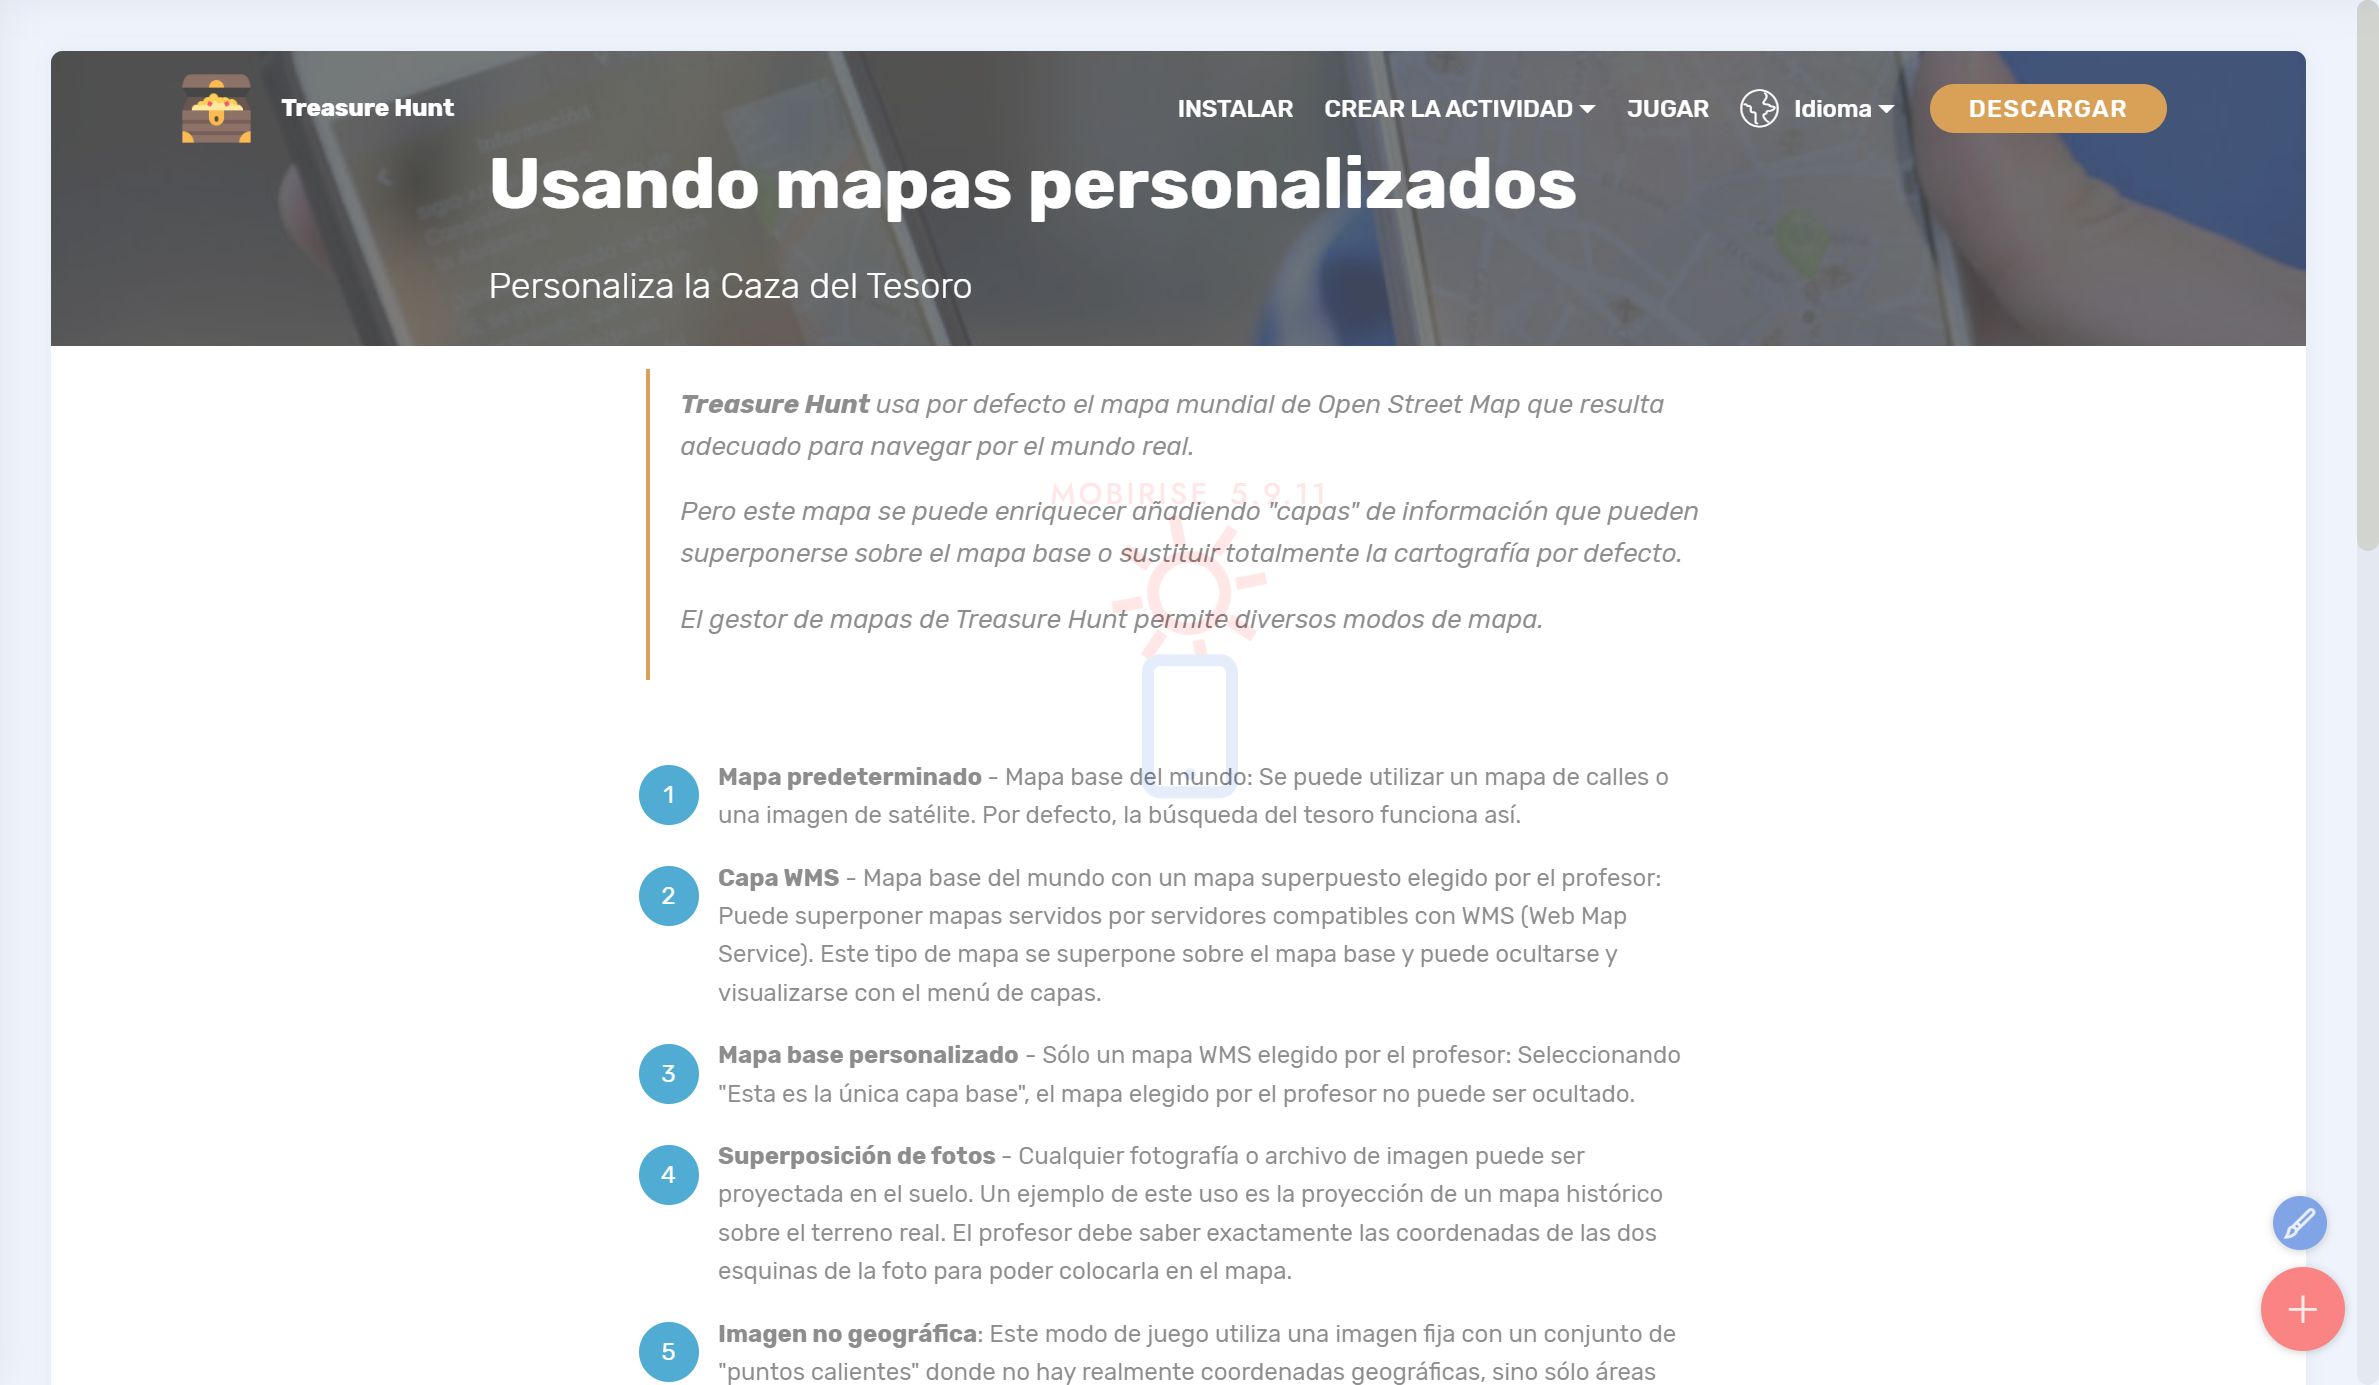 Treasure Hunt
INSTALAR CREAR LA ACTIVIDAD JUGAR Idioma DESCARGAR
Usando mapas personalizados
Personaliza la Caza del Tesoro
Treasure Hunt usa por defecto el mapa mundial de Open Street Map que resulta
adecuado para navegar por el mundo real.
MOBIRISE 5.9.11
Pero este mapa se puede enriquecer añadiendo "capas" de información que pueden
superponerse sobre el mapa base o sustituir totalmente la cartografía por defecto.
El gestor de mapas de Treasure Hunt permite diversos modos de mapa.
1 Mapa predeterminado - Mapa base del mundo: Se puede utilizar un mapa de calles o
una imagen de satélite. Por defecto, la búsqueda del tesoro funciona así.
2 Capa WMS - Mapa base del mundo con un mapa superpuesto elegido por el profesor:
Puede superponer mapas servidos por servidores compatibles con WMS (Web Map
Service). Este tipo de mapa se superpone sobre el mapa base y puede ocultarse y
visualizarse con el menú de capas.
3 Mapa base personalizado - Sólo un mapa WMS elegido por el profesor: Seleccionando
"Esta es la única capa base", el mapa elegido por el profesor no puede ser ocultado.
4 Superposición de fotos - Cualquier fotografía o archivo de imagen puede ser
proyectada en el suelo. Un ejemplo de este uso es la proyección de un mapa histórico
sobre el terreno real. El profesor debe saber exactamente las coordenadas de las dos
esquinas de la foto para poder colocarla en el mapa.
5 Imagen no geográfica: Este modo de juego utiliza una imagen fija con un conjunto de
"puntos calientes" donde no hay realmente coordenadas geográficas, sino sólo áreas